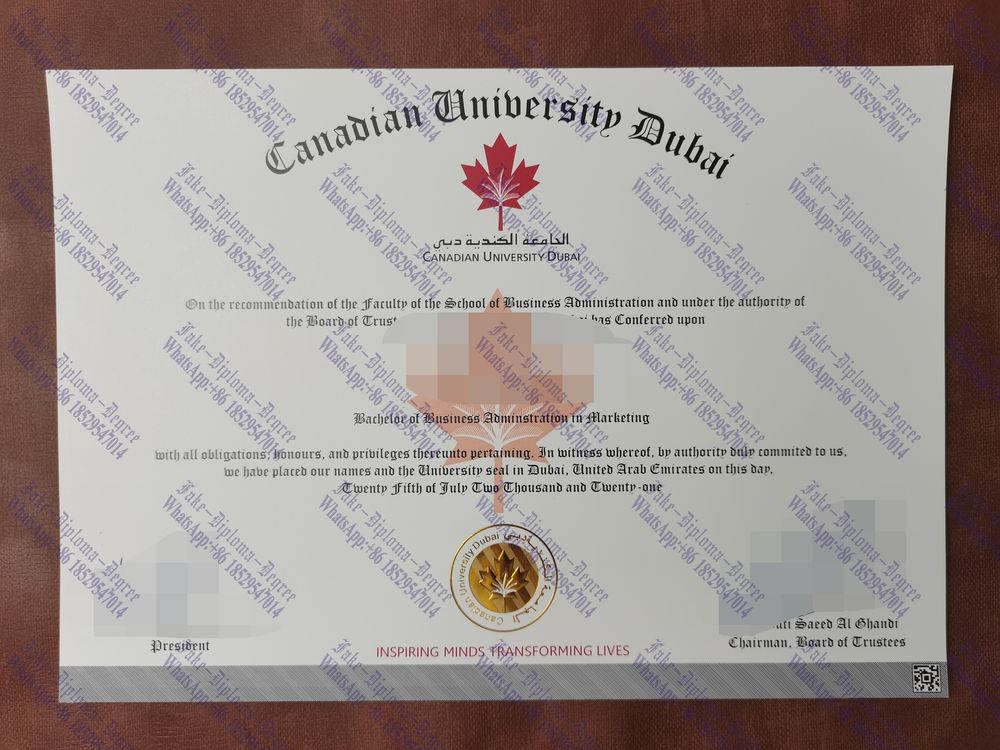 Canadian University Dubai
الجامعة الكندية دبي
CANADIAN UNIVERSITY DUBAI
On the recommendation of the Faculty of the School of Business Administration and under the authority of
the Board of has Conferred upon
Bachelor of Business Adminstration in Marketing
with all obligations, honours, and privileges thereunto pertaining. In witness whereof, by authority duly commited to us,
we have placed our names and the University seal in Dubai, United Arab Emirates on this day,
Twenty Fifth of July Two Thousand and Twenty-one
Canadian University Dubai الجامعة الكندية دبي
Saeed Al Ghandi
President
Chairman, Board of Trustees
INSPIRING MINDS TRANSFORMING LIVES
Fake-Diploma-Degree
WhatsApp:+86 18529547014